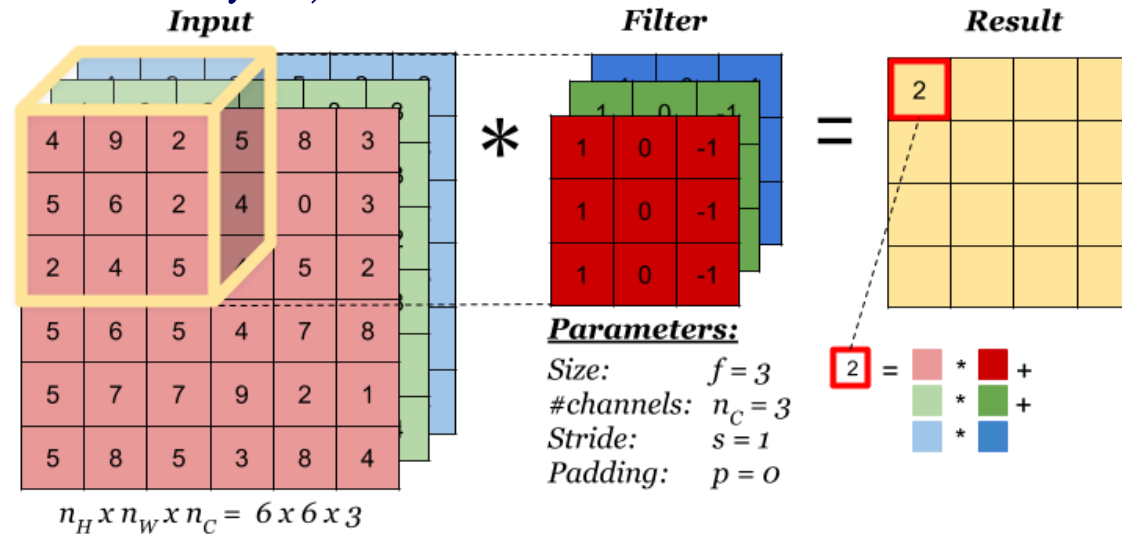 Input Filter Result
4 9 2 5 8 3
5 6 2 4 0 3
2 4 5 5 2
5 6 5 4 7 8
5 7 7 9 2 1
5 8 5 3 8 4
n_H x n_W x n_C = 6 x 6 x 3
*
1 0 -1
1 0 -1
1 0 -1
1 0 -1
Parameters:
Size: f = 3
#channels: n_C = 3
Stride: s = 1
Padding: p = 0
=
2
2 = * +
* +
*